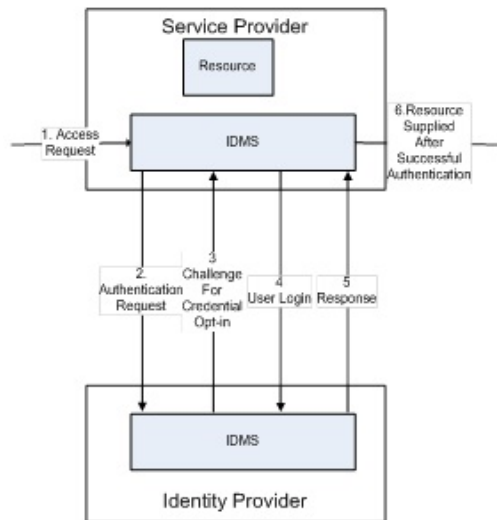 Service Provider
Resource
1. Access
Request
IDMS
6.Resource
Supplied
After
Successful
Authentication
2.
Authentication
Request
3
Challenge
For
Credential
Opt-in
4
User Login
5
Response
IDMS
Identity Provider